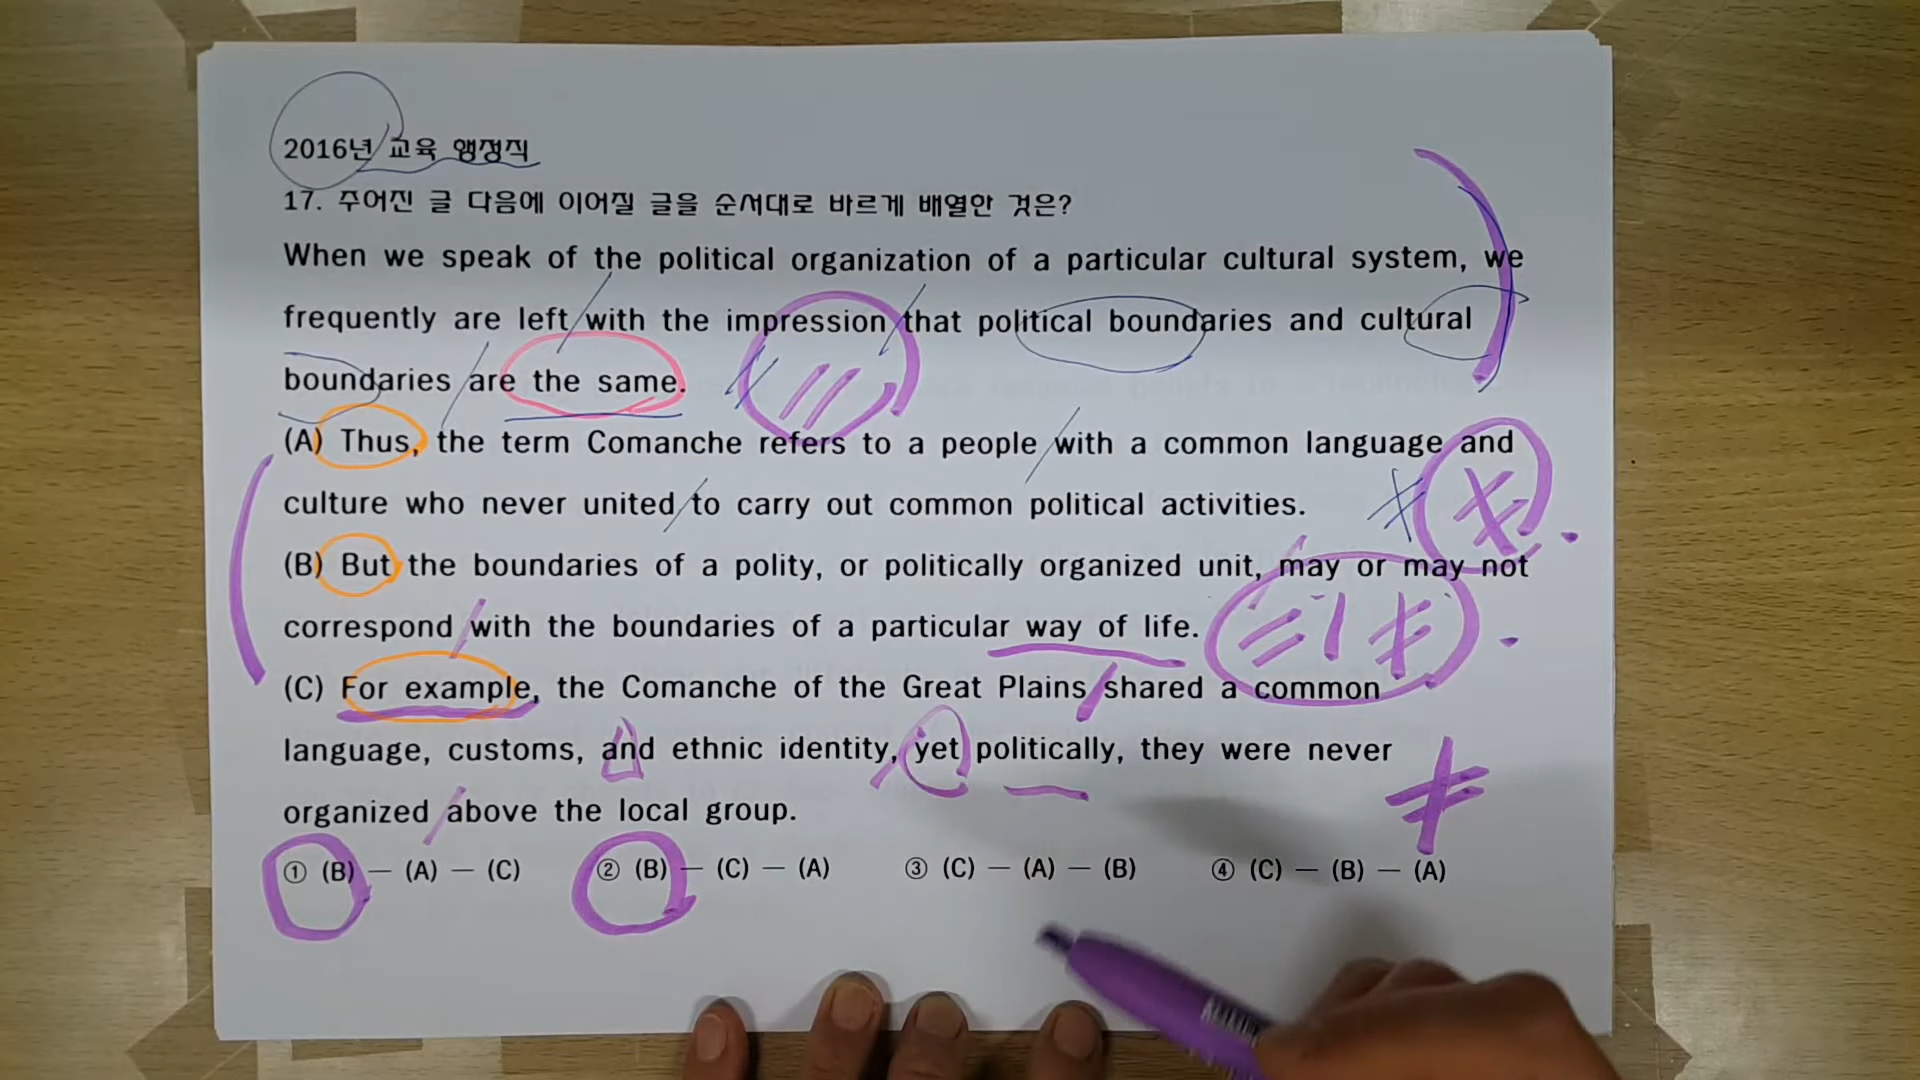 2016년 교육 행정직
17. 주어진 글 다음에 이어질 글을 순서대로 바르게 배열한 것은?
When we speak of the political organization of a particular cultural system, we
frequently are left with the impression that political boundaries and cultural
boundaries are the same.
(A) Thus, the term Comanche refers to a people with a common language and
culture who never united to carry out common political activities.
(B) But the boundaries of a polity, or politically organized unit, may or may not
correspond with the boundaries of a particular way of life.
(C) For example, the Comanche of the Great Plains shared a common
language, customs, and ethnic identity, yet politically, they were never
organized above the local group.
① (B) — (A) — (C) ② (B) — (C) — (A) ③ (C) — (A) — (B) ④ (C) — (B) — (A)